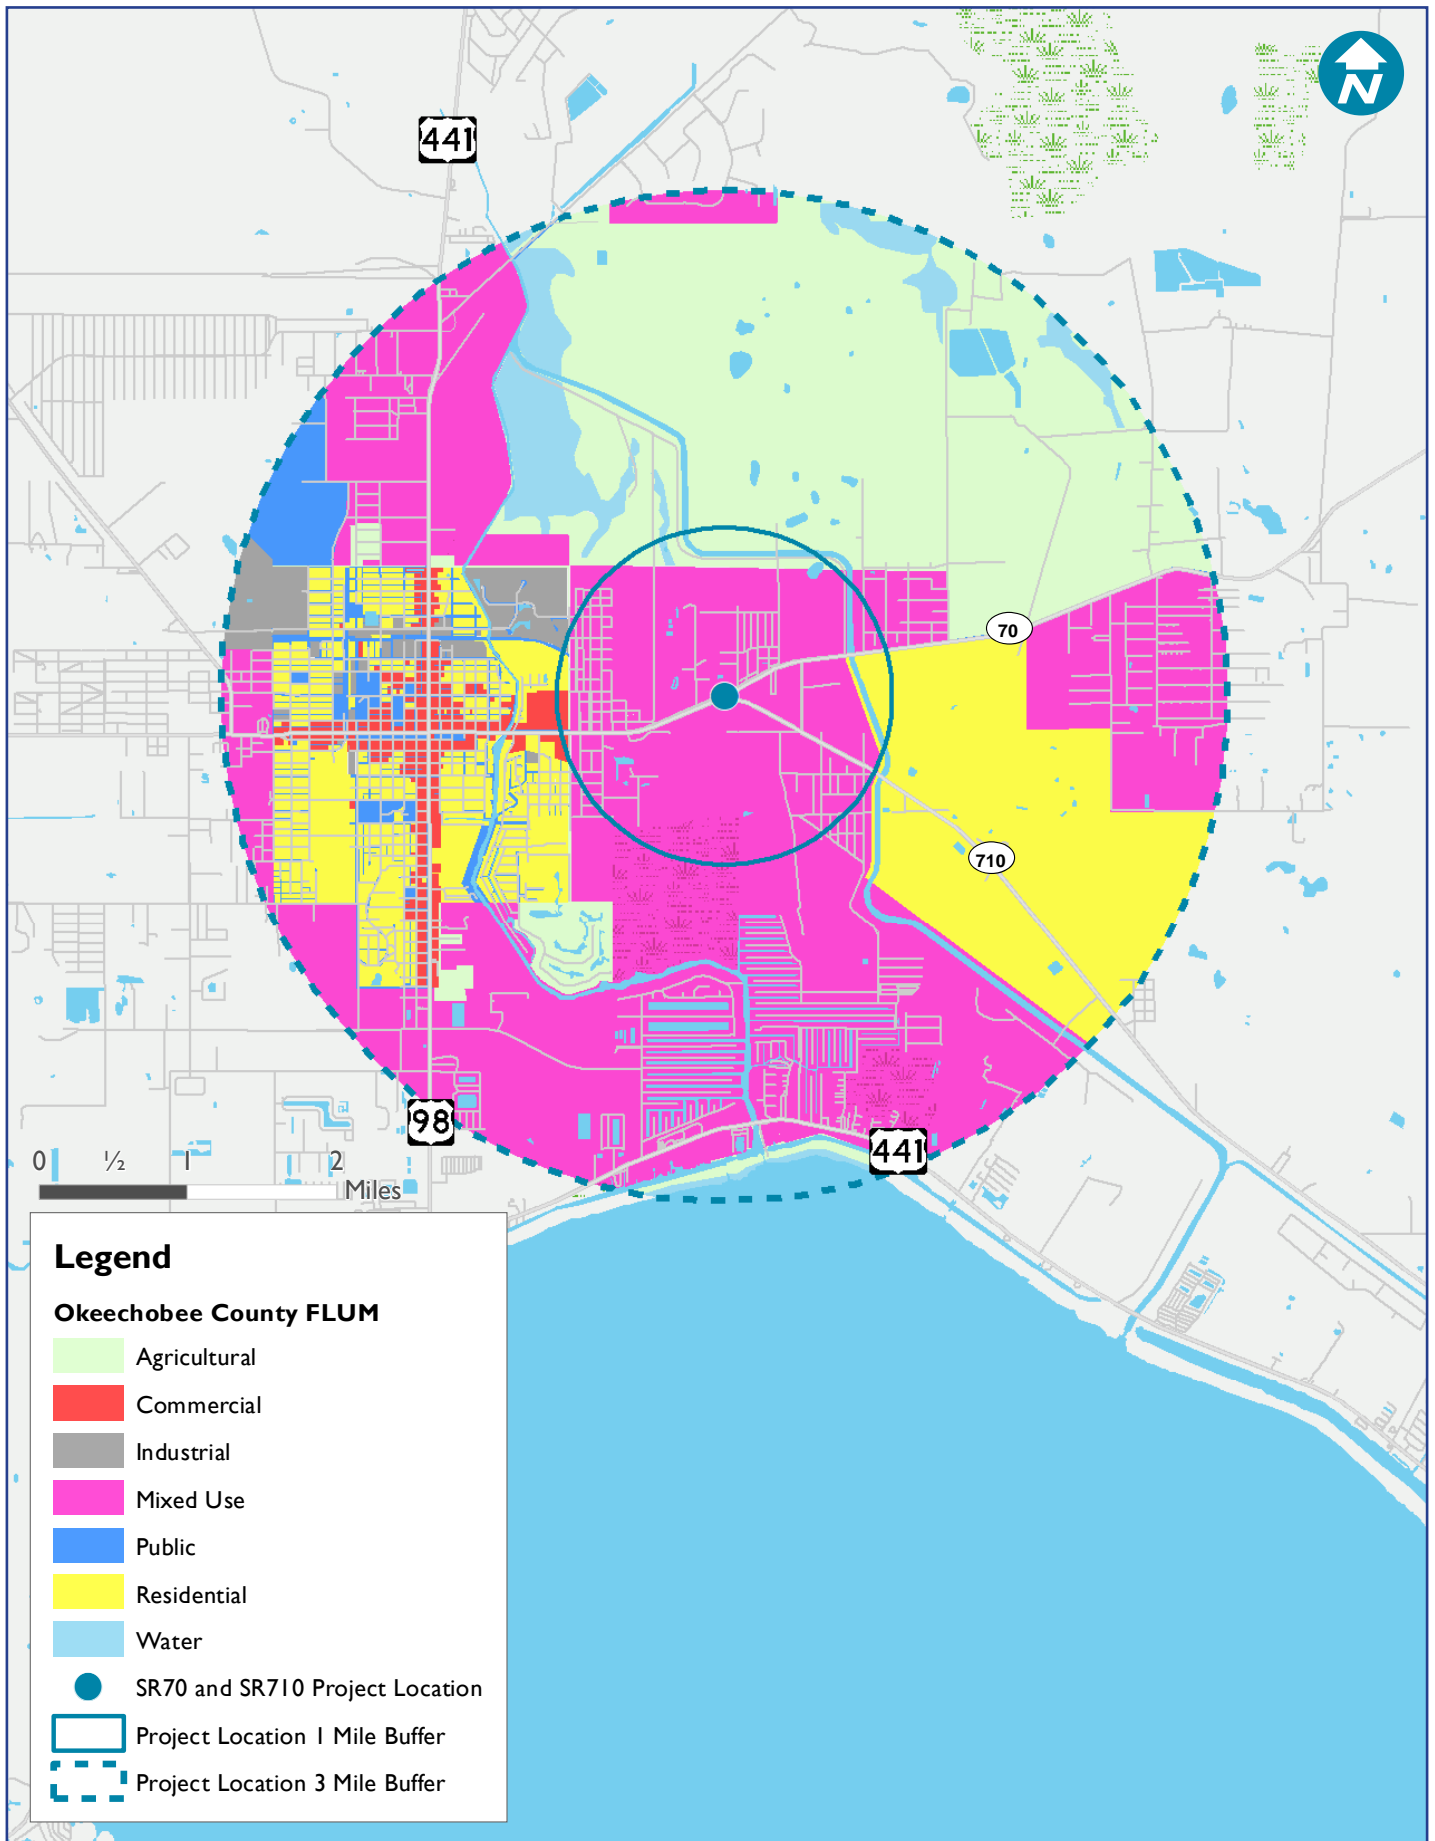 N
441
70
710
98
441
0 ½ 1 2
Miles
Legend
Okeechobee County FLUM
Agricultural
Commercial
Industrial
Mixed Use
Public
Residential
Water
SR70 and SR710 Project Location
Project Location 1 Mile Buffer
Project Location 3 Mile Buffer